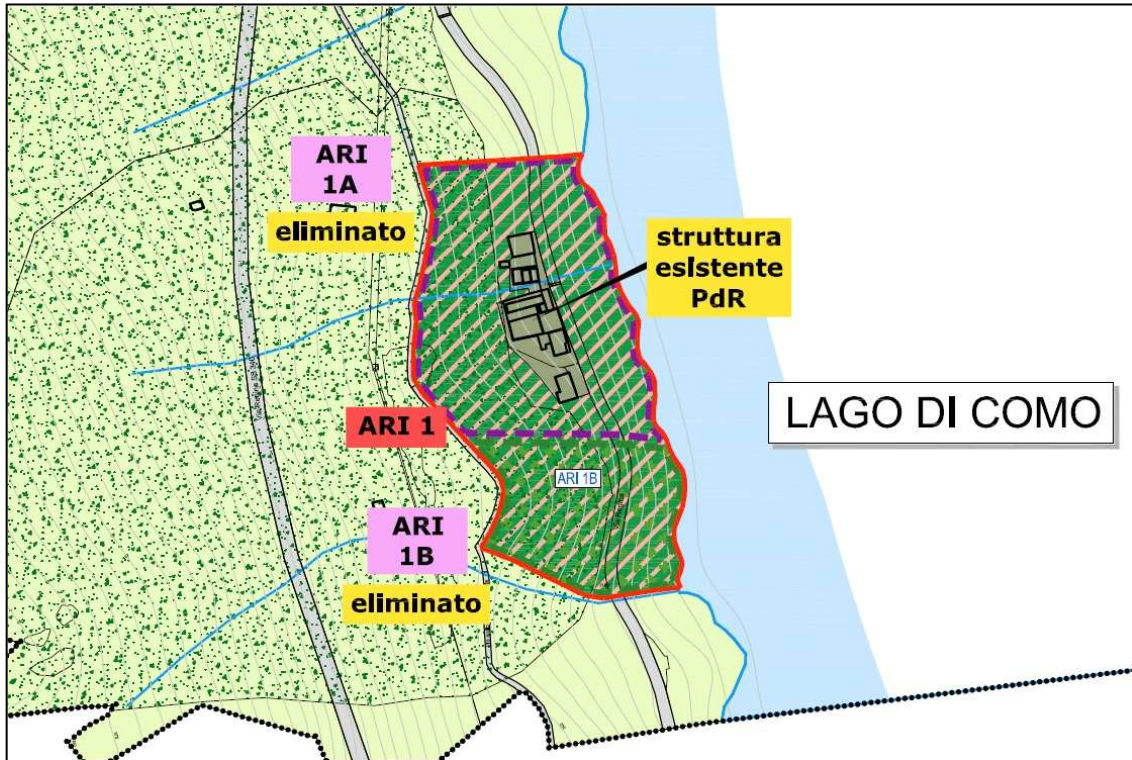 ARI
1A
eliminato
struttura
esistente
PdR
LAGO DI COMO
ARI 1
ARI 1B
ARI
1B
eliminato